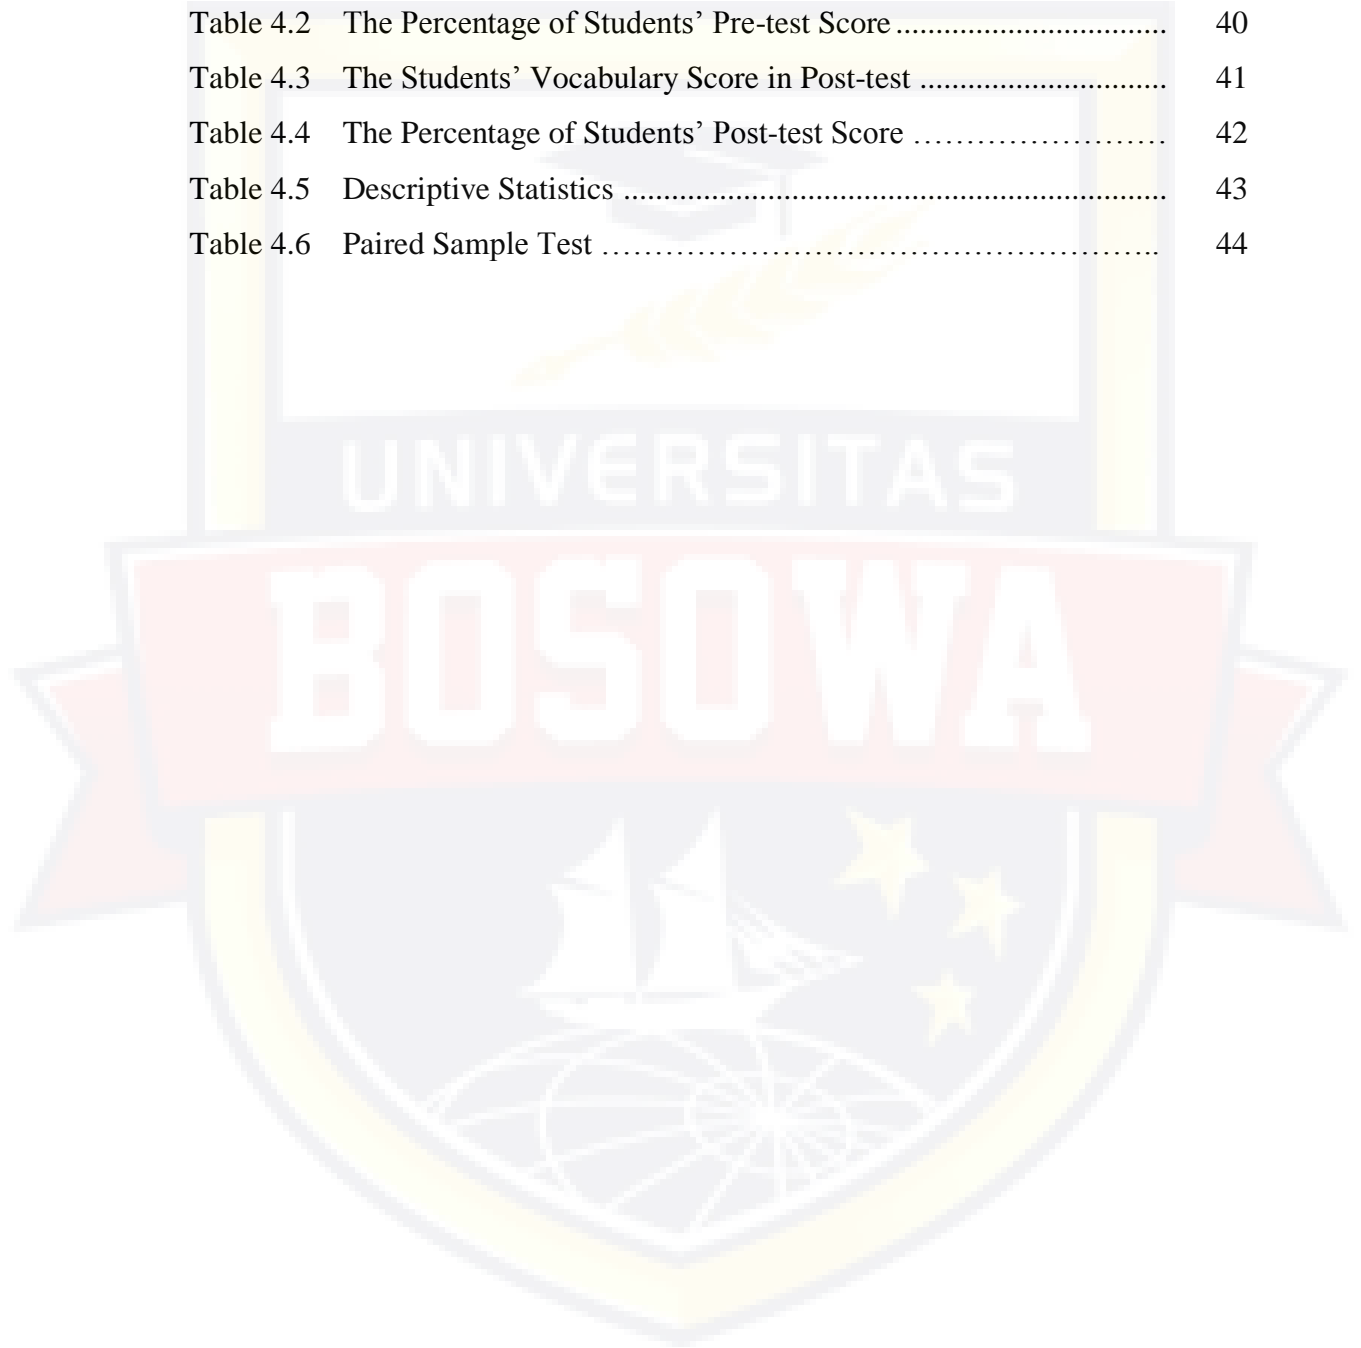 Table 4.2 The Percentage of Students’ Pre-test Score .................................. 40
Table 4.3 The Students’ Vocabulary Score in Post-test ............................... 41
Table 4.4 The Percentage of Students’ Post-test Score …………………… 42
Table 4.5 Descriptive Statistics .................................................................... 43
Table 4.6 Paired Sample Test …………………………………………….. 44
UNIVERSITAS
BOSOWA